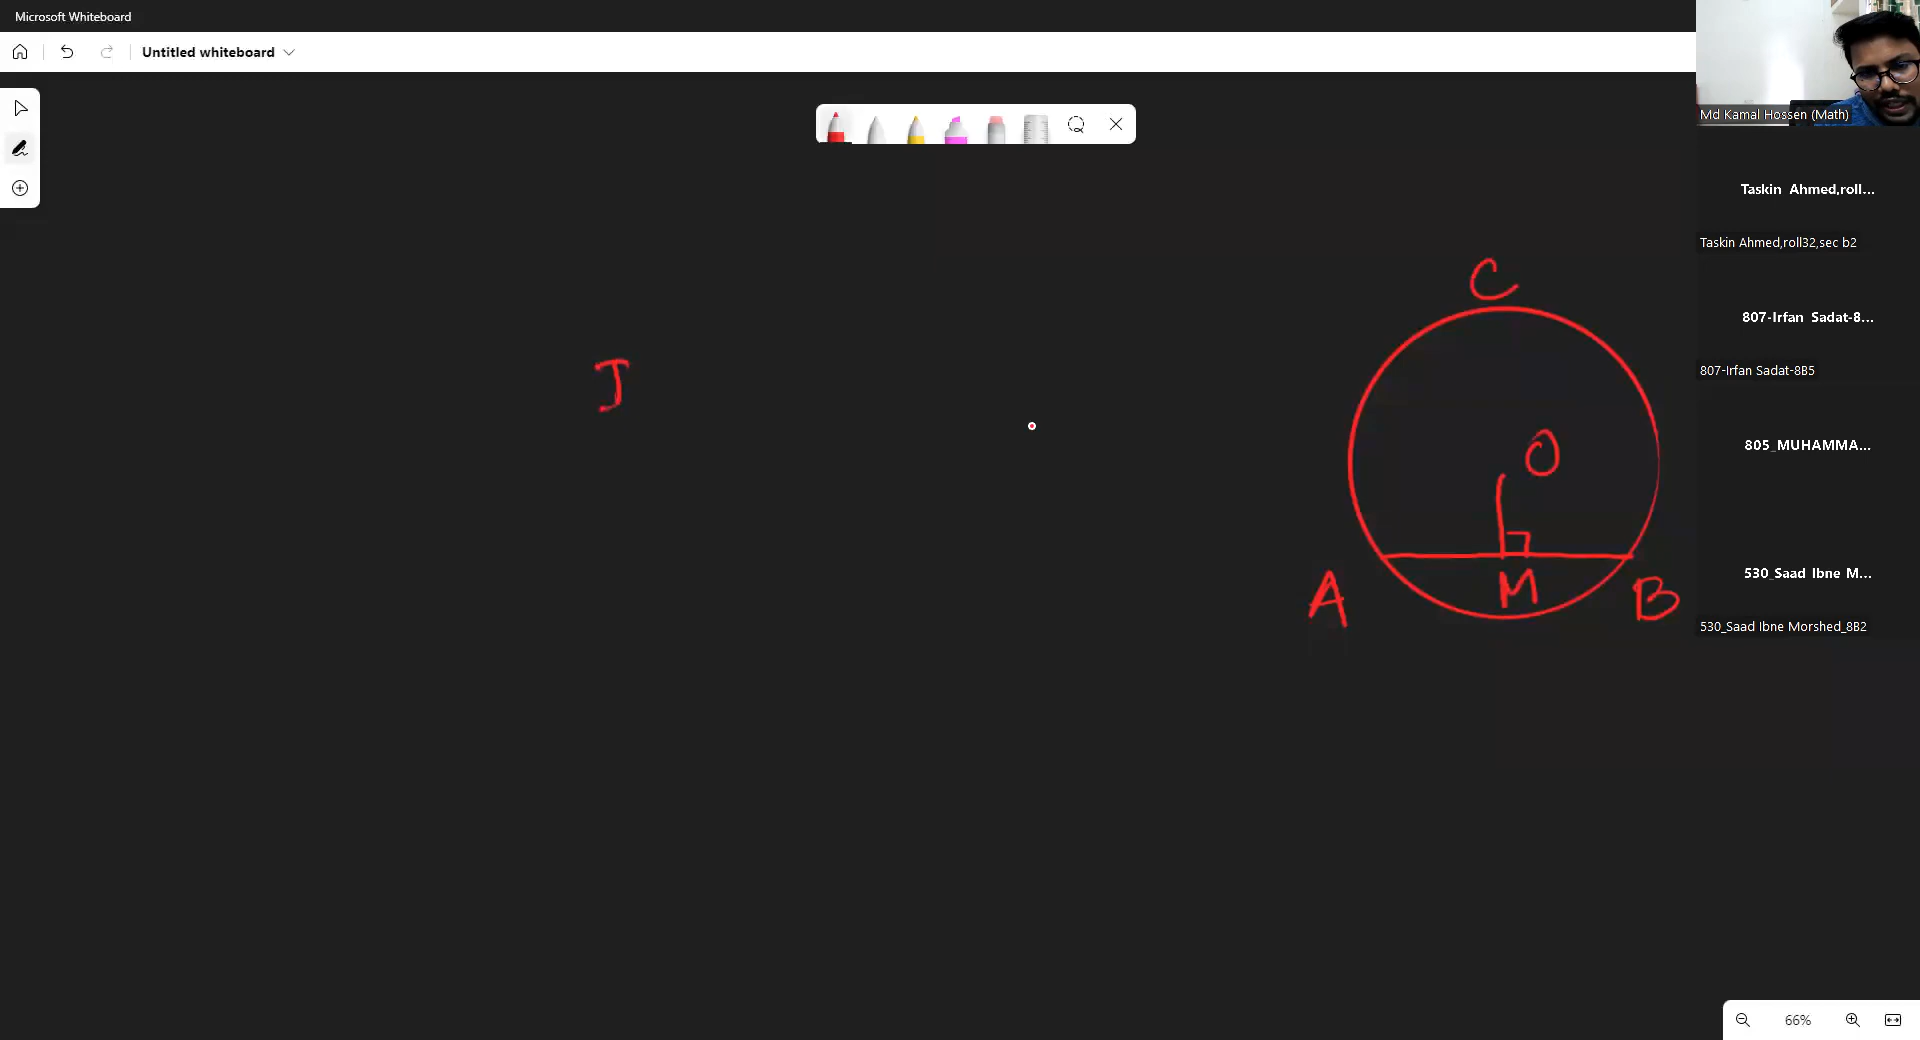 Microsoft Whiteboard
Untitled whiteboard
Md Kamal Hossen (Math)
Taskin Ahmed,roll...
Taskin Ahmed,roll32,sec b2
C
807-Irfan Sadat-8...
I
807-Irfan Sadat-8B5
O
805_MUHAMMA...
530_Saad Ibne M...
A M B
530_Saad Ibne Morshed_8B2
66%